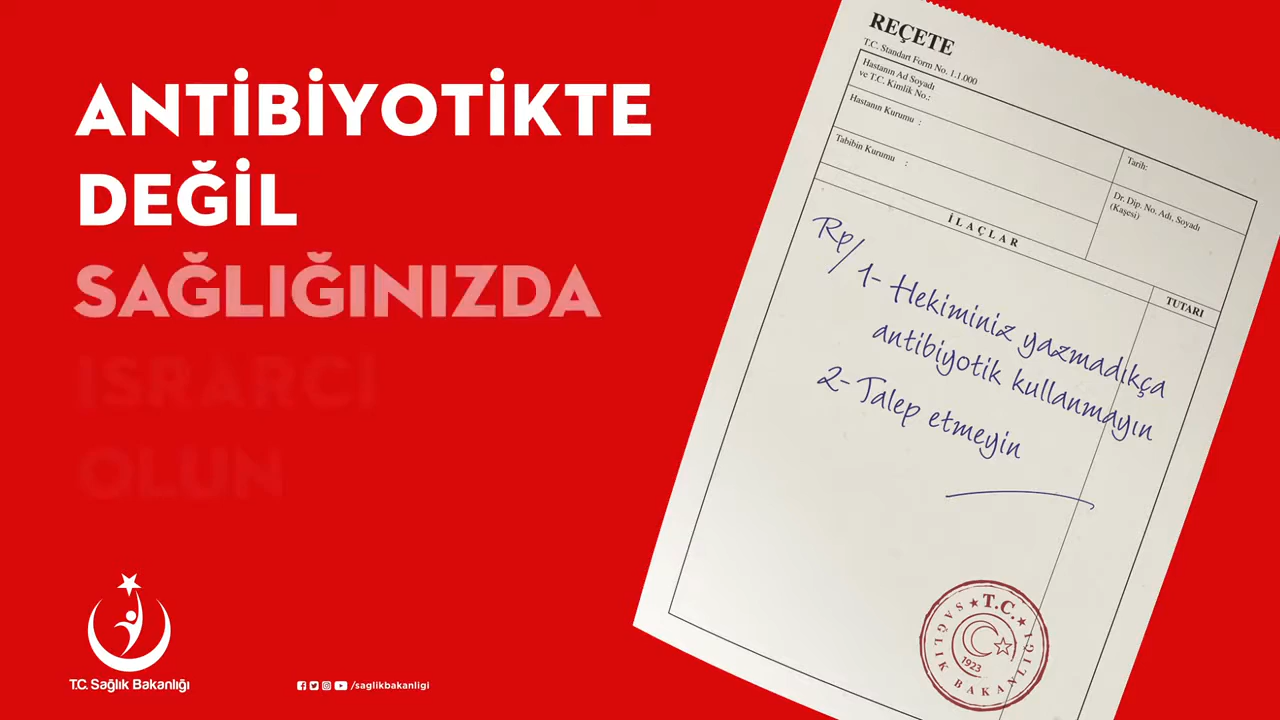 ANTİBİYOTİKTE
DEĞİL
SAĞLIĞINIZDA
ISRARCI
OLUN
T.C. Sağlık Bakanlığı
/saglikbakanligi
REÇETE
T.C. Standart Form No. 1.1.000
Hastanın Ad Soyadı
ve T.C. Kimlik No.:
Hastanın Kurumu :
Tabibin Kurumu :
Tarih:
Dr. Dip. No. Adı, Soyadı
(Kaşesi)
İLAÇLAR
TUTARI
Rp/ 1- Hekiminiz yazmadıkça
antibiyotik kullanmayın
2- Talep etmeyin
T.C.
SAĞLIK BAKANLIĞI
1923